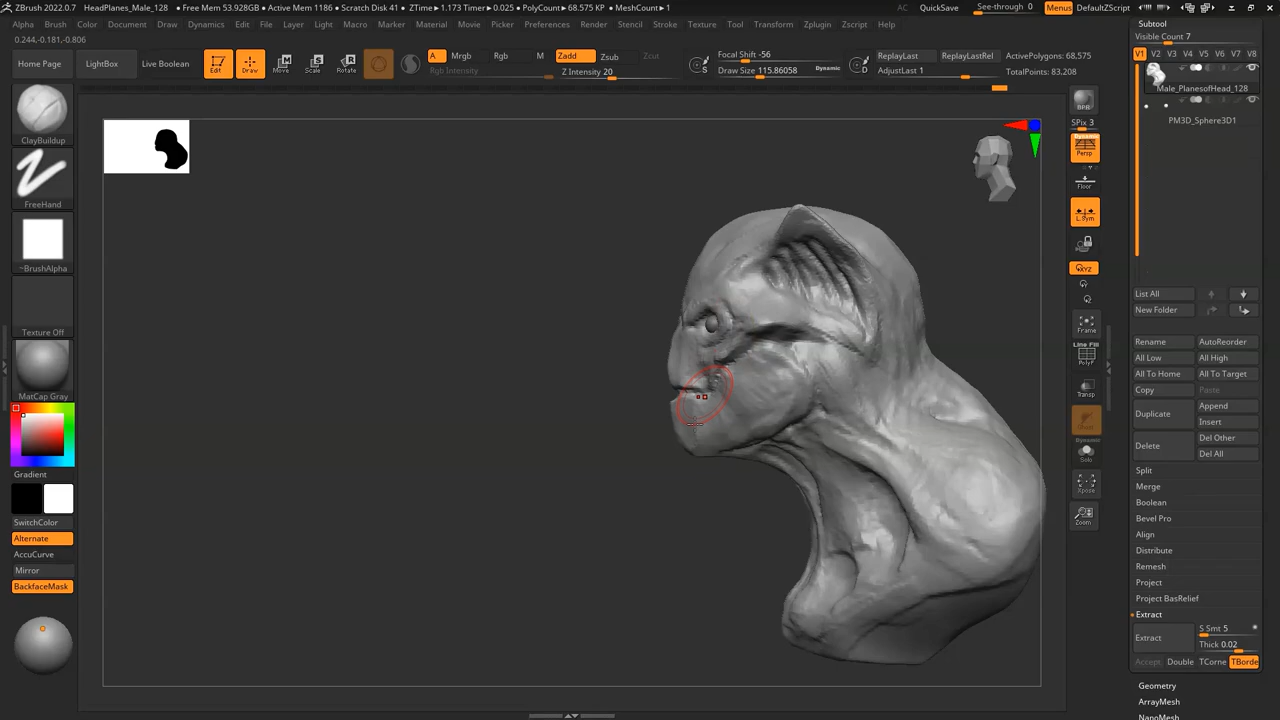 ZBrush 2022.0.7 HeadPlanes_Male_128 • Free Mem 53.928GB • Active Mem 1186 • Scratch Disk 41 • ZTime▸1.173 Timer▸0.025 • PolyCount▸68.575 KP • MeshCount▸1 AC QuickSave See-through 0 Menus DefaultZScript
Alpha Brush Color Document Draw Dynamics Edit File Layer Light Macro Marker Material Movie Picker Preferences Render Stencil Stroke Texture Tool Transform Zplugin Zscript Help
0.244,-0.181,-0.806
Home Page LightBox Live Boolean Edit Draw Move Scale Rotate A Mrgb Rgb M Zadd Zsub Zcut
Rgb Intensity Z Intensity 20
S Focal Shift -56
Draw Size 115.86058 Dynamic
D ReplayLast ReplayLastRel
AdjustLast 1
ActivePolygons: 68,575
TotalPoints: 83,208
ClayBuildup
FreeHand
~BrushAlpha
Texture Off
MatCap Gray
Gradient
SwitchColor
Alternate
AccuCurve
Mirror
BackfaceMask
BPR
SPix 3
Dynamic
Persp
Floor
L.Sym
XYZ
Frame
Line Fill
PolyF
Transp
Dynamic
Solo
Xpose
Zoom
Subtool
Visible Count 7
V1 V2 V3 V4 V5 V6 V7 V8
Male_PlanesofHead_128
PM3D_Sphere3D1
List All
New Folder
Rename AutoReorder
All Low All High
All To Home All To Target
Copy Paste
Duplicate Append
Insert
Delete Del Other
Del All
Split
Merge
Boolean
Bevel Pro
Align
Distribute
Remesh
Project
Project BasRelief
Extract
Extract S Smt 5
Thick 0.02
Accept Double TCorne TBorde
Geometry
ArrayMesh
NanoMesh